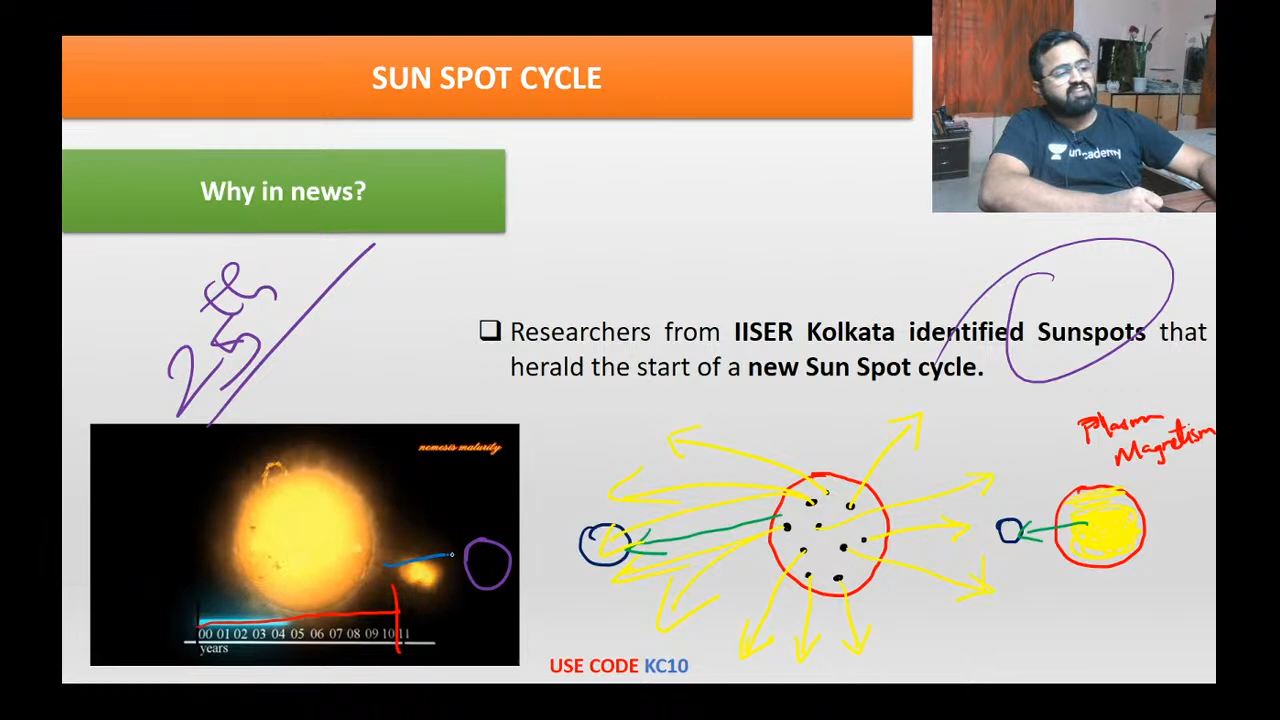 SUN SPOT CYCLE
unacademy
Why in news?
25th
❑ Researchers from IISER Kolkata identified Sunspots that
herald the start of a new Sun Spot cycle.
Plasma
Magnetism
nemesis maturity
00 01 02 03 04 05 06 07 08 09 10 11
years
USE CODE KC10